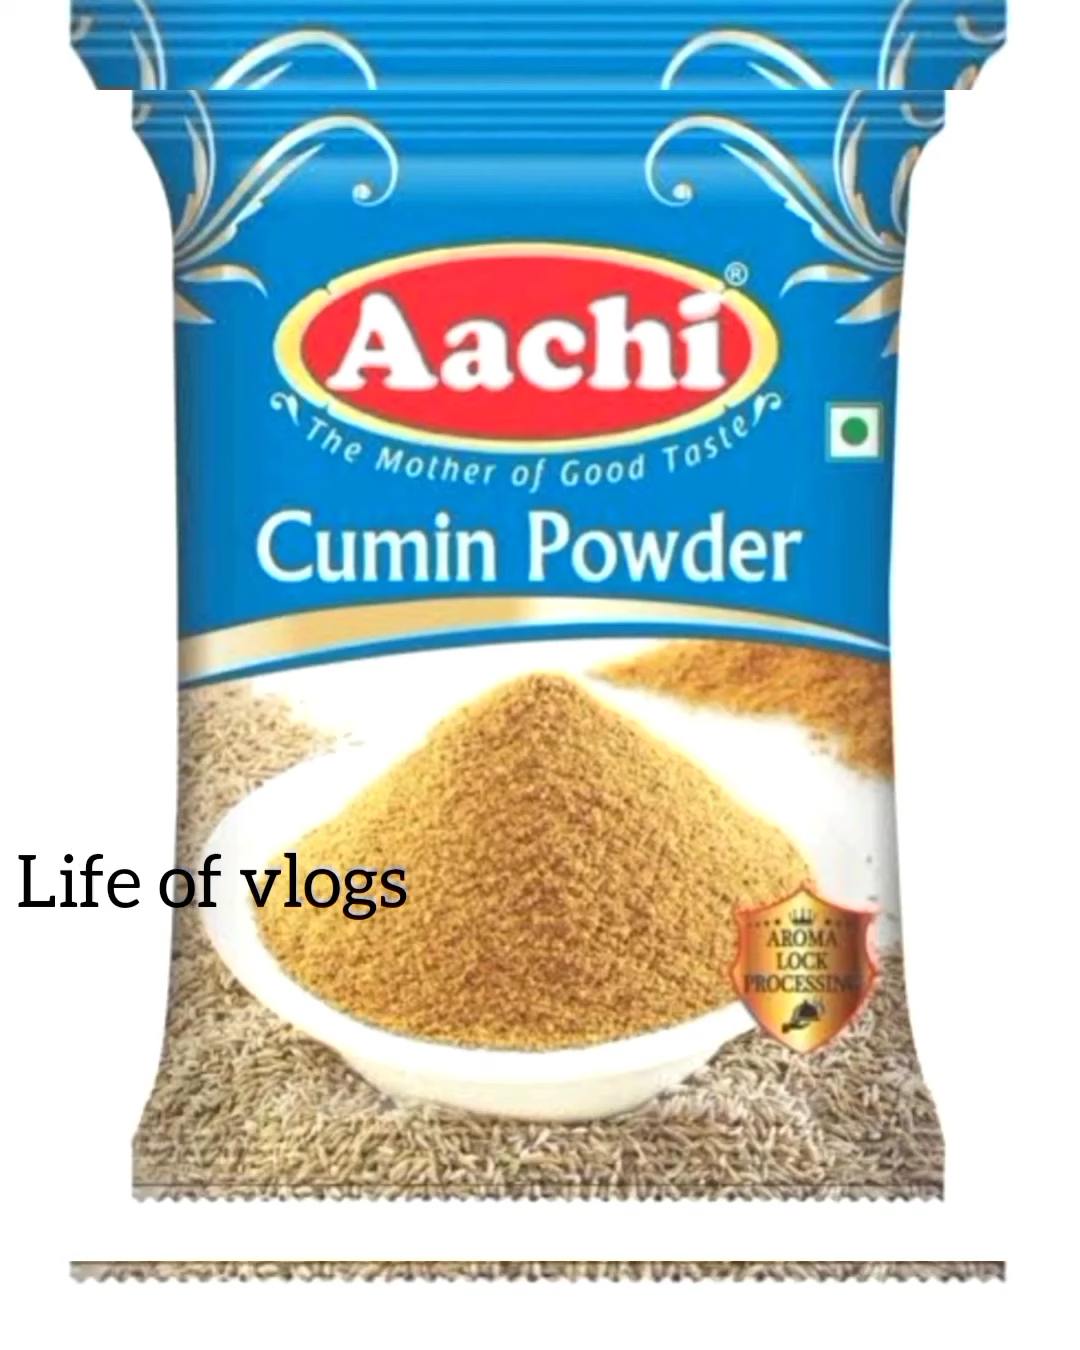 Aachi®
The Mother of Good Taste
Cumin Powder
Life of vlogs
AROMA
LOCK
PROCESSING